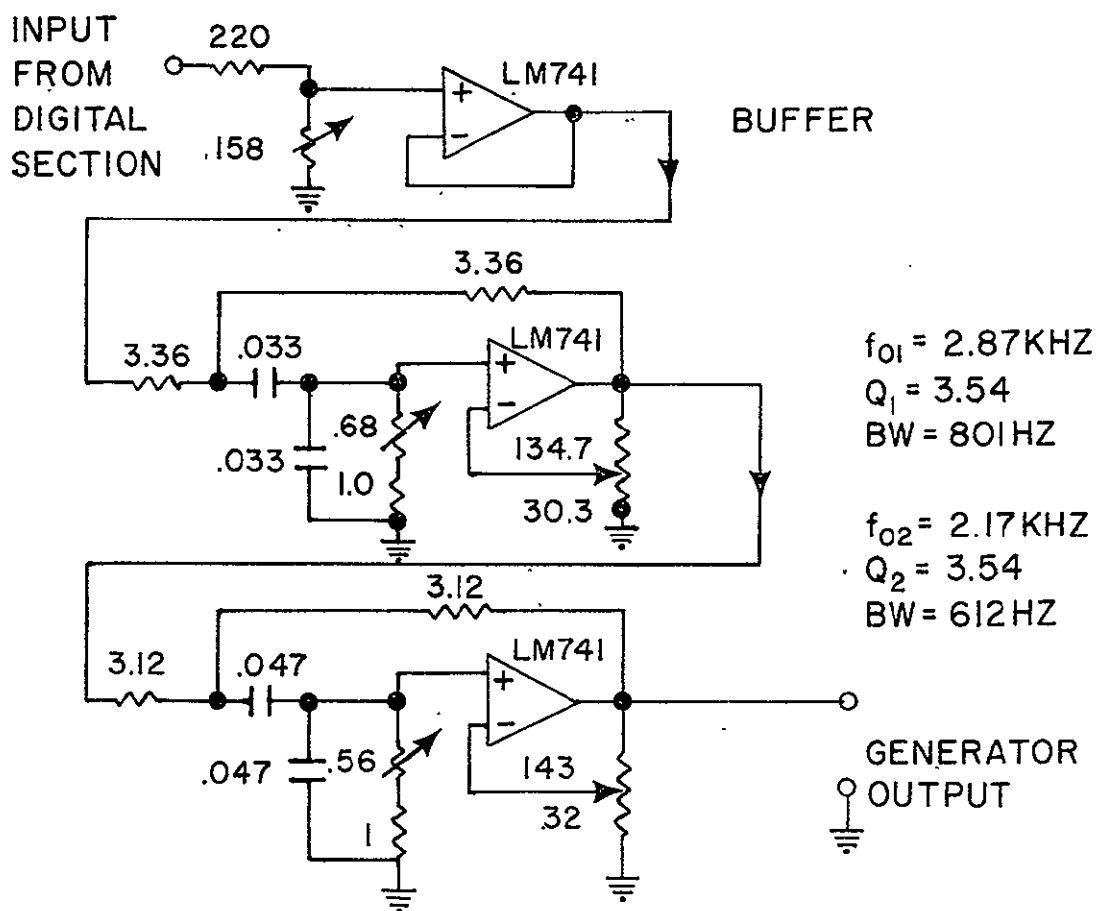 INPUT
FROM
DIGITAL
SECTION
220
.158
+
−
LM741
BUFFER
3.36
3.36
.033
.033
.68
1.0
LM741
+
−
134.7
30.3
f01 = 2.87KHZ
Q1 = 3.54
BW = 801HZ
f02 = 2.17KHZ
Q2 = 3.54
BW = 612HZ
3.12
3.12
.047
.047
.56
1
LM741
+
−
143
32
GENERATOR
OUTPUT